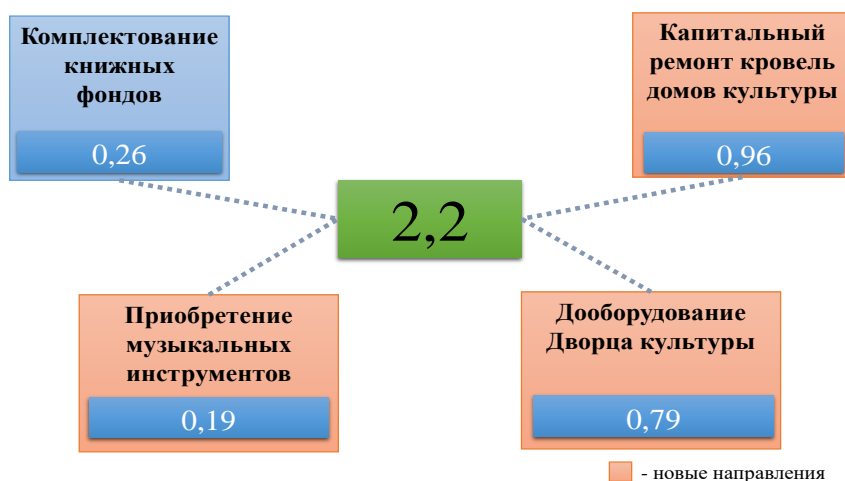 Комплектование
книжных
фондов
0,26
Капитальный
ремонт кровель
домов культуры
0,96
2,2
Приобретение
музыкальных
инструментов
0,19
Дооборудование
Дворца культуры
0,79
- новые направления